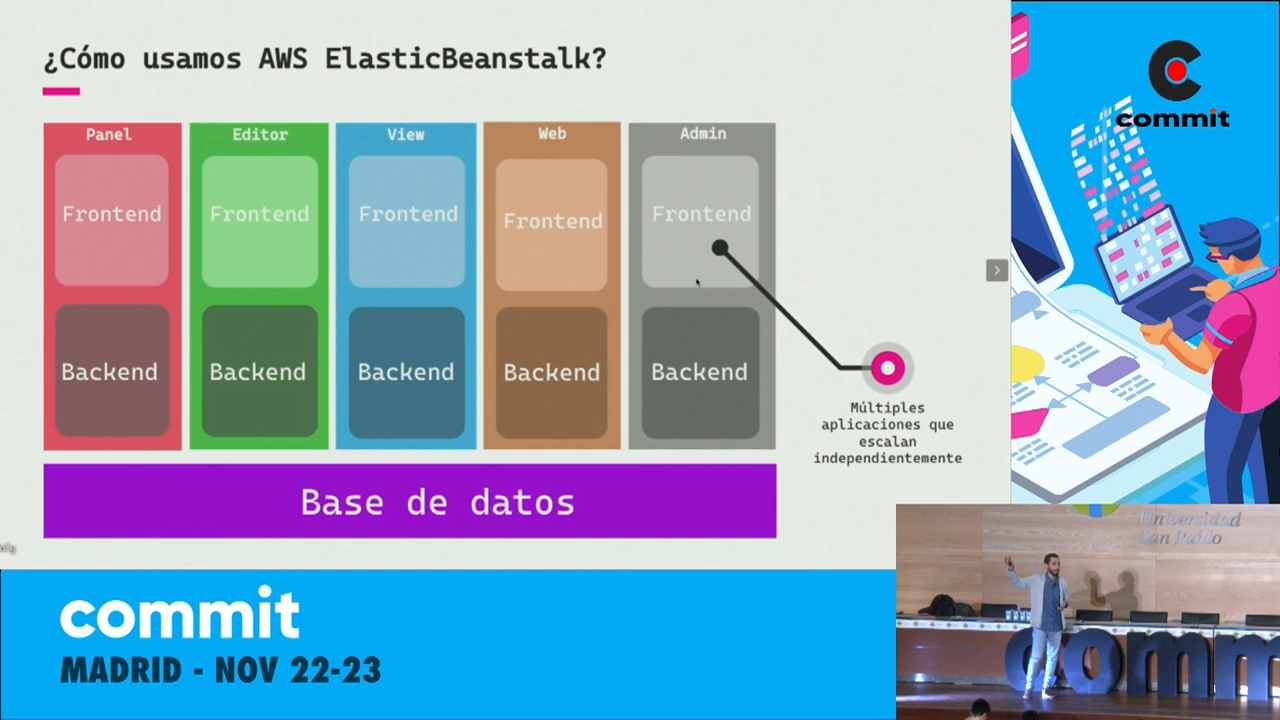 ¿Cómo usamos AWS ElasticBeanstalk?
Panel
Editor
View
Web
Admin
Frontend
Frontend
Frontend
Frontend
Frontend
Backend
Backend
Backend
Backend
Backend
Múltiples
aplicaciones que
escalan
independientemente
Base de datos
commit
commit
MADRID - NOV 22-23
Universidad
San Pablo
comm